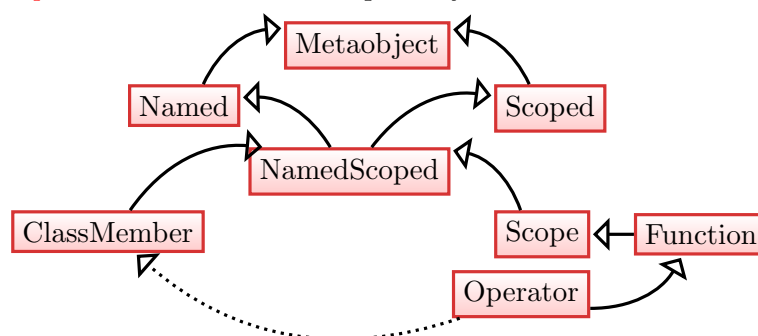 Metaobject
Named
Scoped
NamedScoped
ClassMember
Scope
Function
Operator